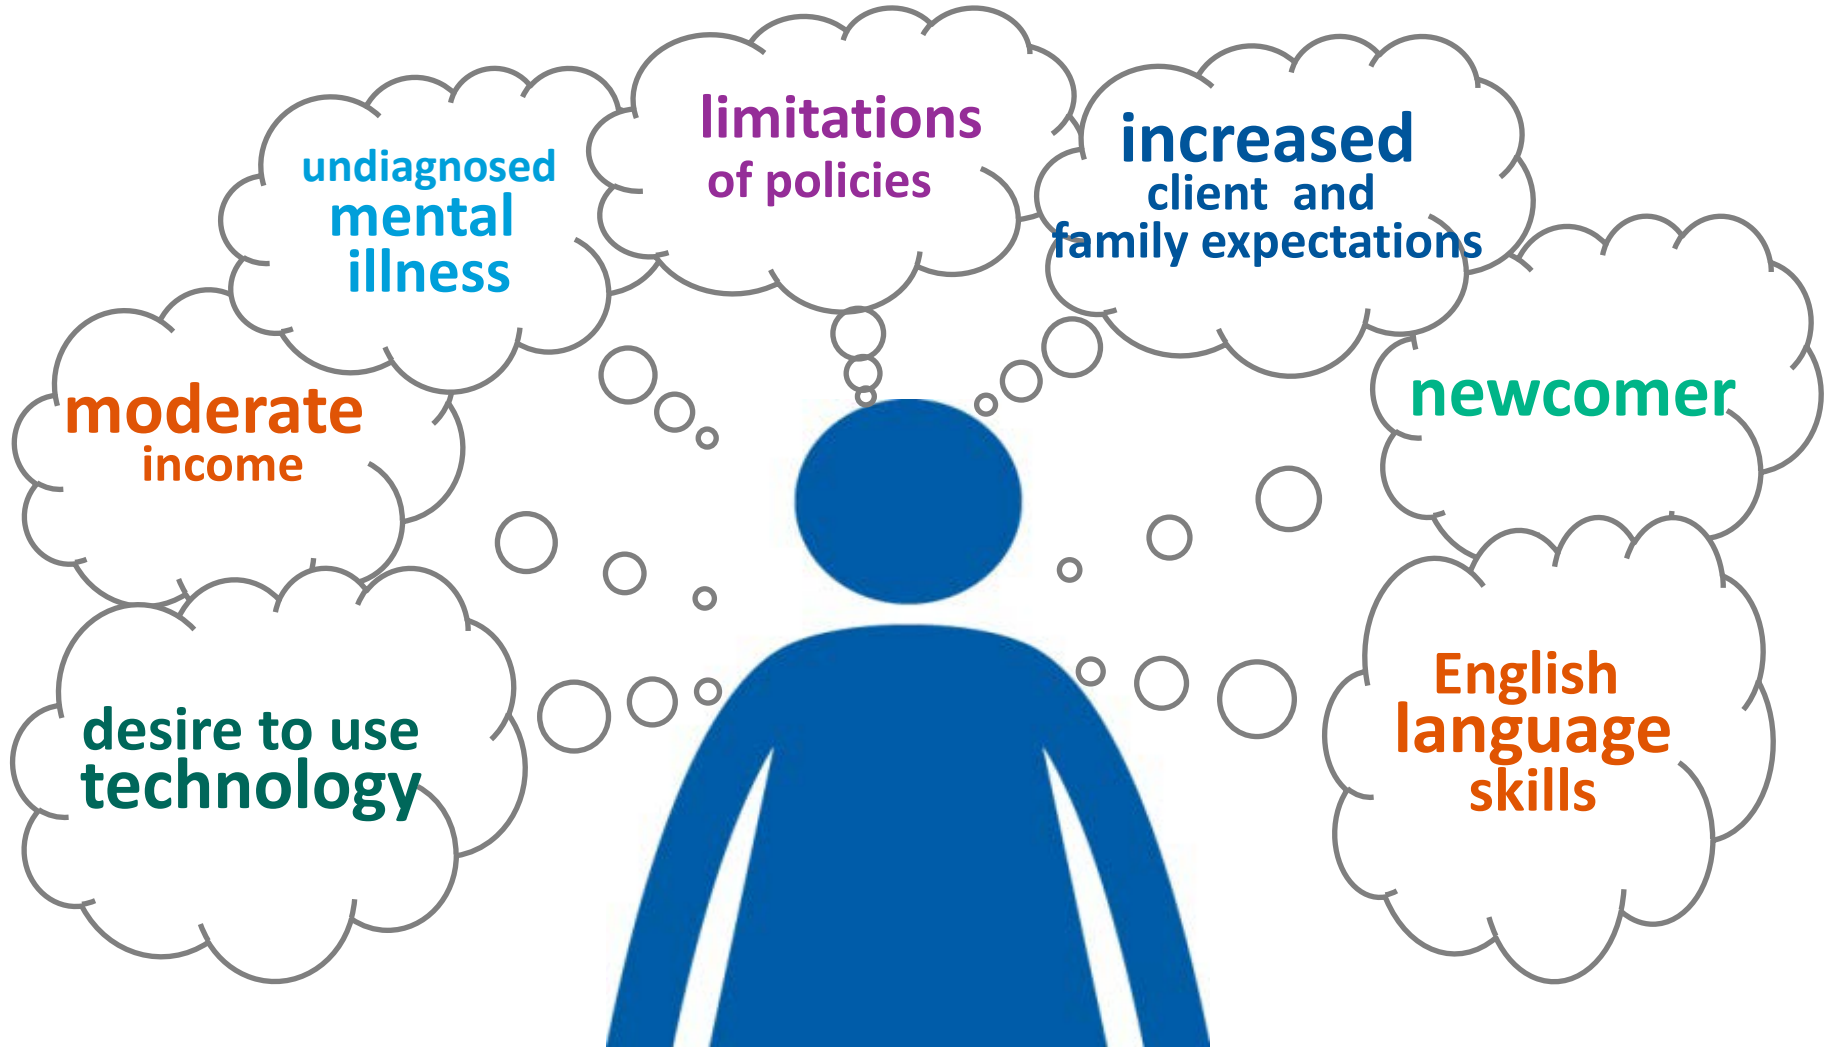 limitations
of policies
increased
client and
family expectations
undiagnosed
mental
illness
newcomer
moderate
income
English
language
skills
desire to use
technology